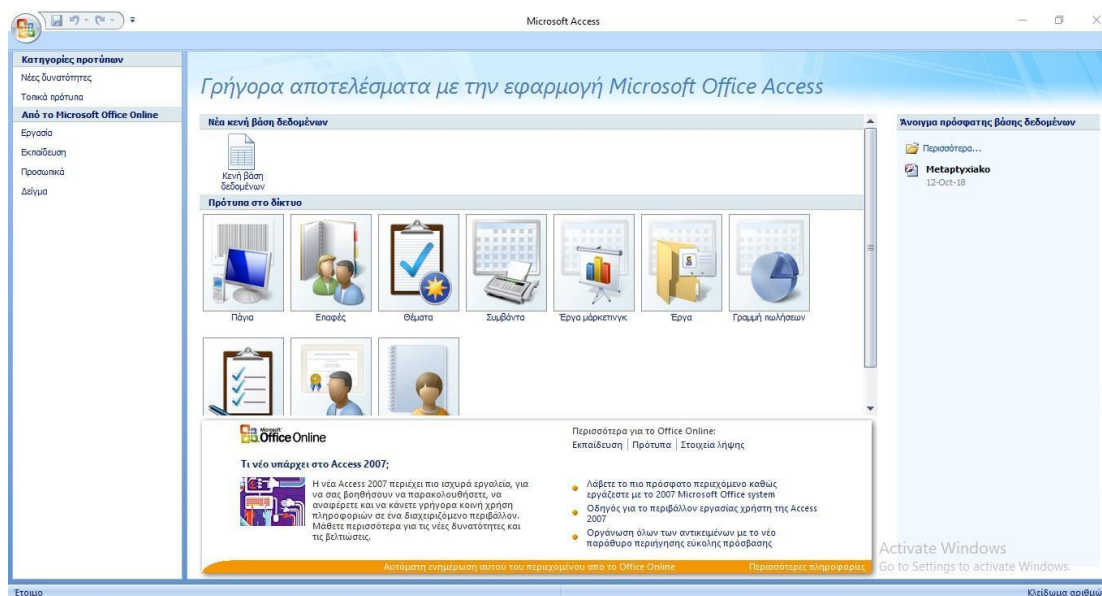 Microsoft Access
Κατηγορίες προτύπων
Νέες δυνατότητες
Τοπικά πρότυπα
Από το Microsoft Office Online
Εργασία
Εκπαίδευση
Προσωπικά
Δείγμα
Γρήγορα αποτελέσματα με την εφαρμογή Microsoft Office Access
Νέα κενή βάση δεδομένων
Κενή βάση
δεδομένων
Πρότυπα στο δίκτυο
Πάγια
Επαφές
Θέματα
Συμβάντα
Έργα μάρκετινγκ
Έργα
Γραμμή πωλήσεων
Microsoft
Office Online
Τι νέο υπάρχει στο Access 2007;
Η νέα Access 2007 περιέχει πιο ισχυρά εργαλεία, για
να σας βοηθήσουν να παρακολουθήσετε, να
αναφέρετε και να κάνετε γρήγορα κοινή χρήση
πληροφοριών σε ένα διαχειριζόμενο περιβάλλον.
Μάθετε περισσότερα για τις νέες δυνατότητες και
τις βελτιώσεις.
Περισσότερα για το Office Online:
Εκπαίδευση | Πρότυπα | Στοιχεία λήψης
Λάβετε το πιο πρόσφατο περιεχόμενο καθώς
εργάζεστε με το 2007 Microsoft Office system
Οδηγός για το περιβάλλον εργασίας χρήστη της Access
2007
Οργάνωση όλων των αντικειμένων με το νέο
παράθυρο περιήγησης εύκολης πρόσβασης
Αυτόματη ενημέρωση αυτού του περιεχομένου από το Office Online
Περισσότερες πληροφορίες
Άνοιγμα πρόσφατης βάσης δεδομένων
Περισσότερα...
Metaptyxiako
12-Oct-18
Activate Windows
Go to Settings to activate Windows.
Έτοιμο
Κλείδωμα αριθμώ